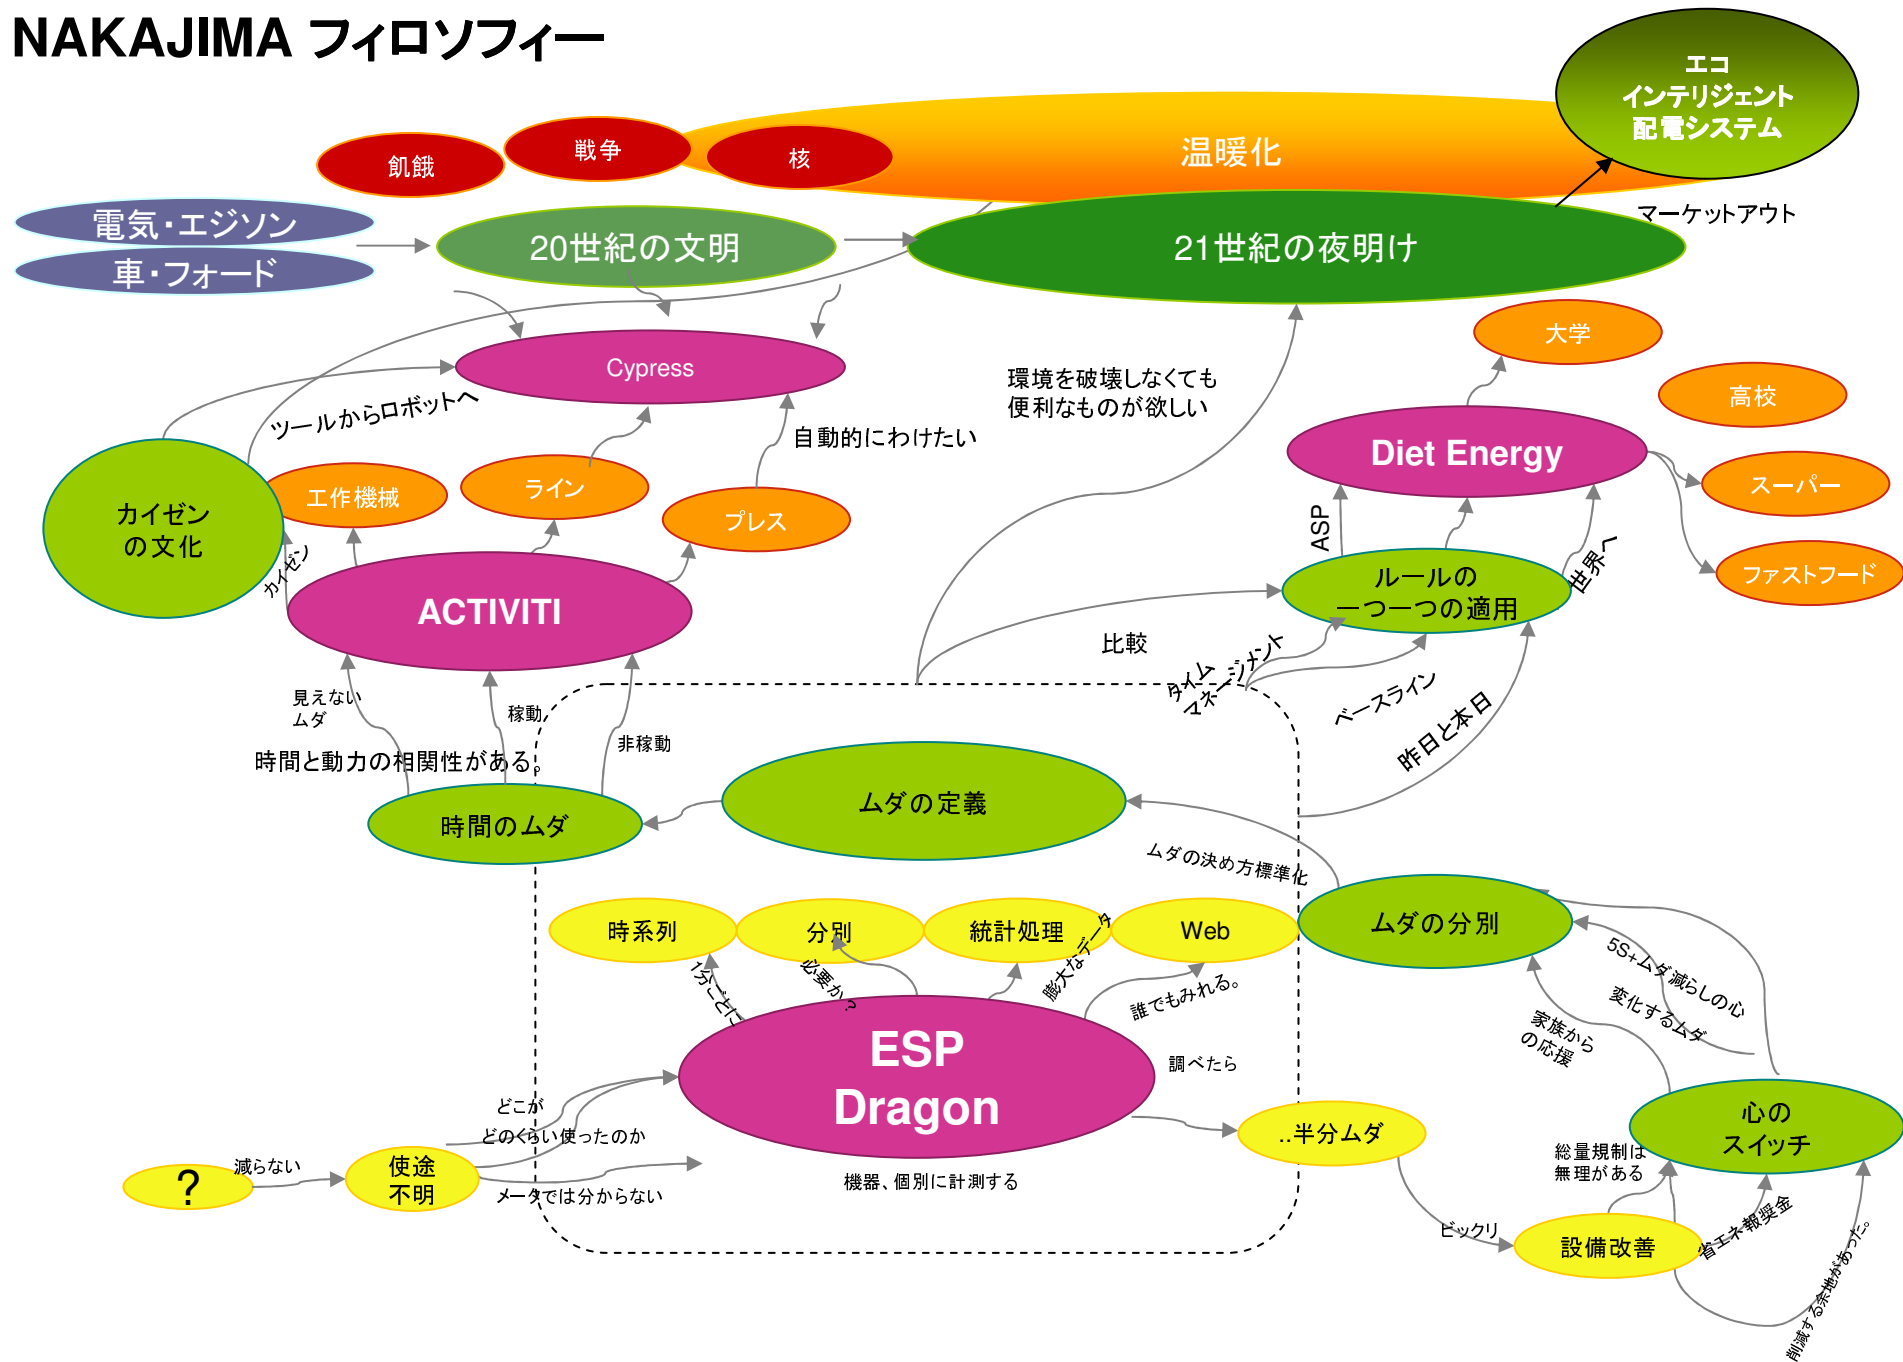 NAKAJIMA フィロソフィー
エコ
インテリジェント
配電システム
飢餓
戦争
核
温暖化
マーケットアウト
電気・エジソン
車・フォード
20世紀の文明
21世紀の夜明け
Cypress
ツールからロボットへ
自動的にわけたい
環境を破壊しなくても
便利なものが欲しい
大学
高校
Diet Energy
スーパー
ファストフード
カイゼン
の文化
工作機械
ライン
プレス
カイゼン
ACTIVITI
ASP
世界へ
ルールの
一つ一つの適用
比較
タイム
マネージメント
ベースライン
昨日と本日
見えない
ムダ
稼動
非稼動
時間と動力の相関性がある。
時間のムダ
ムダの定義
ムダの決め方標準化
ムダの分別
時系列
分別
統計処理
Web
1分ごとに
必要か?
膨大なデータ
誰でもみれる。
5S+ムダ減らしの心
変化するムダ
家族から
の応援
ESP
Dragon
調べたら
どこが
どのくらい使ったのか
メータでは分からない
機器、個別に計測する
?
減らない
使途
不明
..半分ムダ
ビックリ
心の
スイッチ
総量規制は
無理がある
設備改善
省エネ報奨金
削減する余地があった。